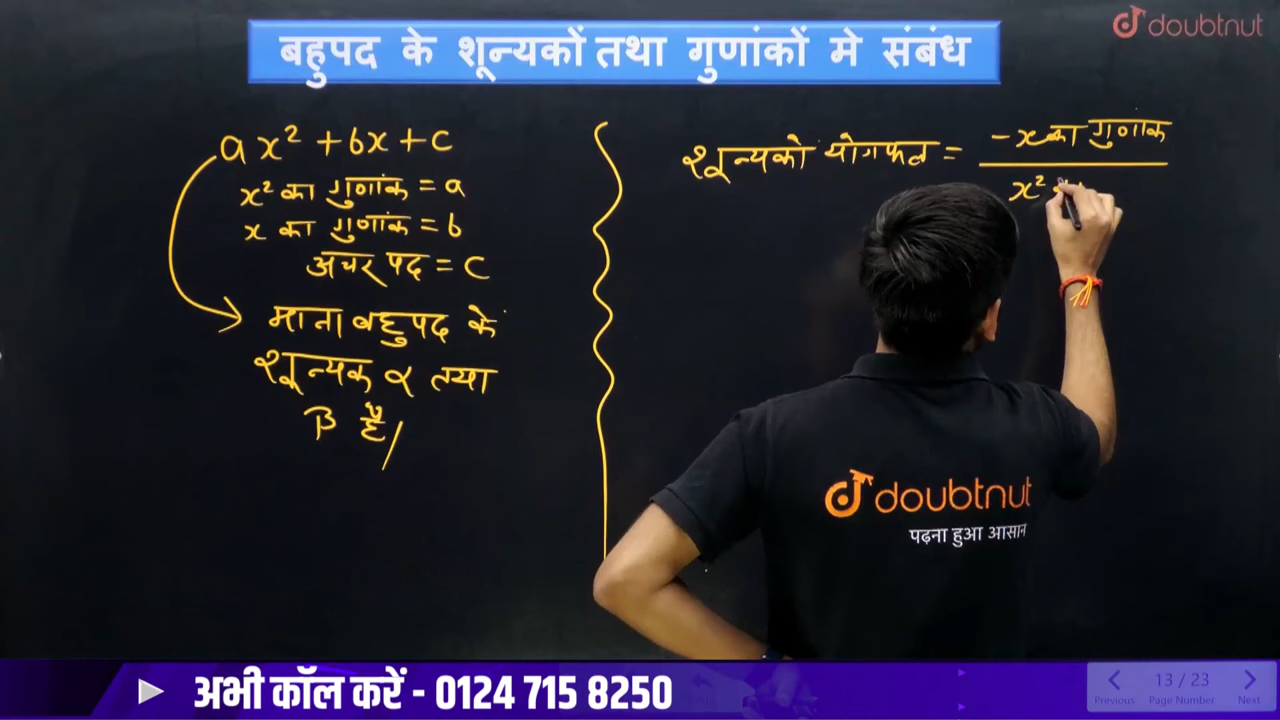 doubtnut
बहुपद के शून्यकों तथा गुणांकों मे संबंध
ax² + bx + c
x² का गुणांक = a
x का गुणांक = b
अचर पद = c
माना बहुपद के
शून्यक α तथा
β है/
शून्यको योगफल = -x का गुणांक
x²
doubtnut
पढ़ना हुआ आसान
अभी कॉल करें - 0124 715 8250
13 / 23
Previous Page Number Next